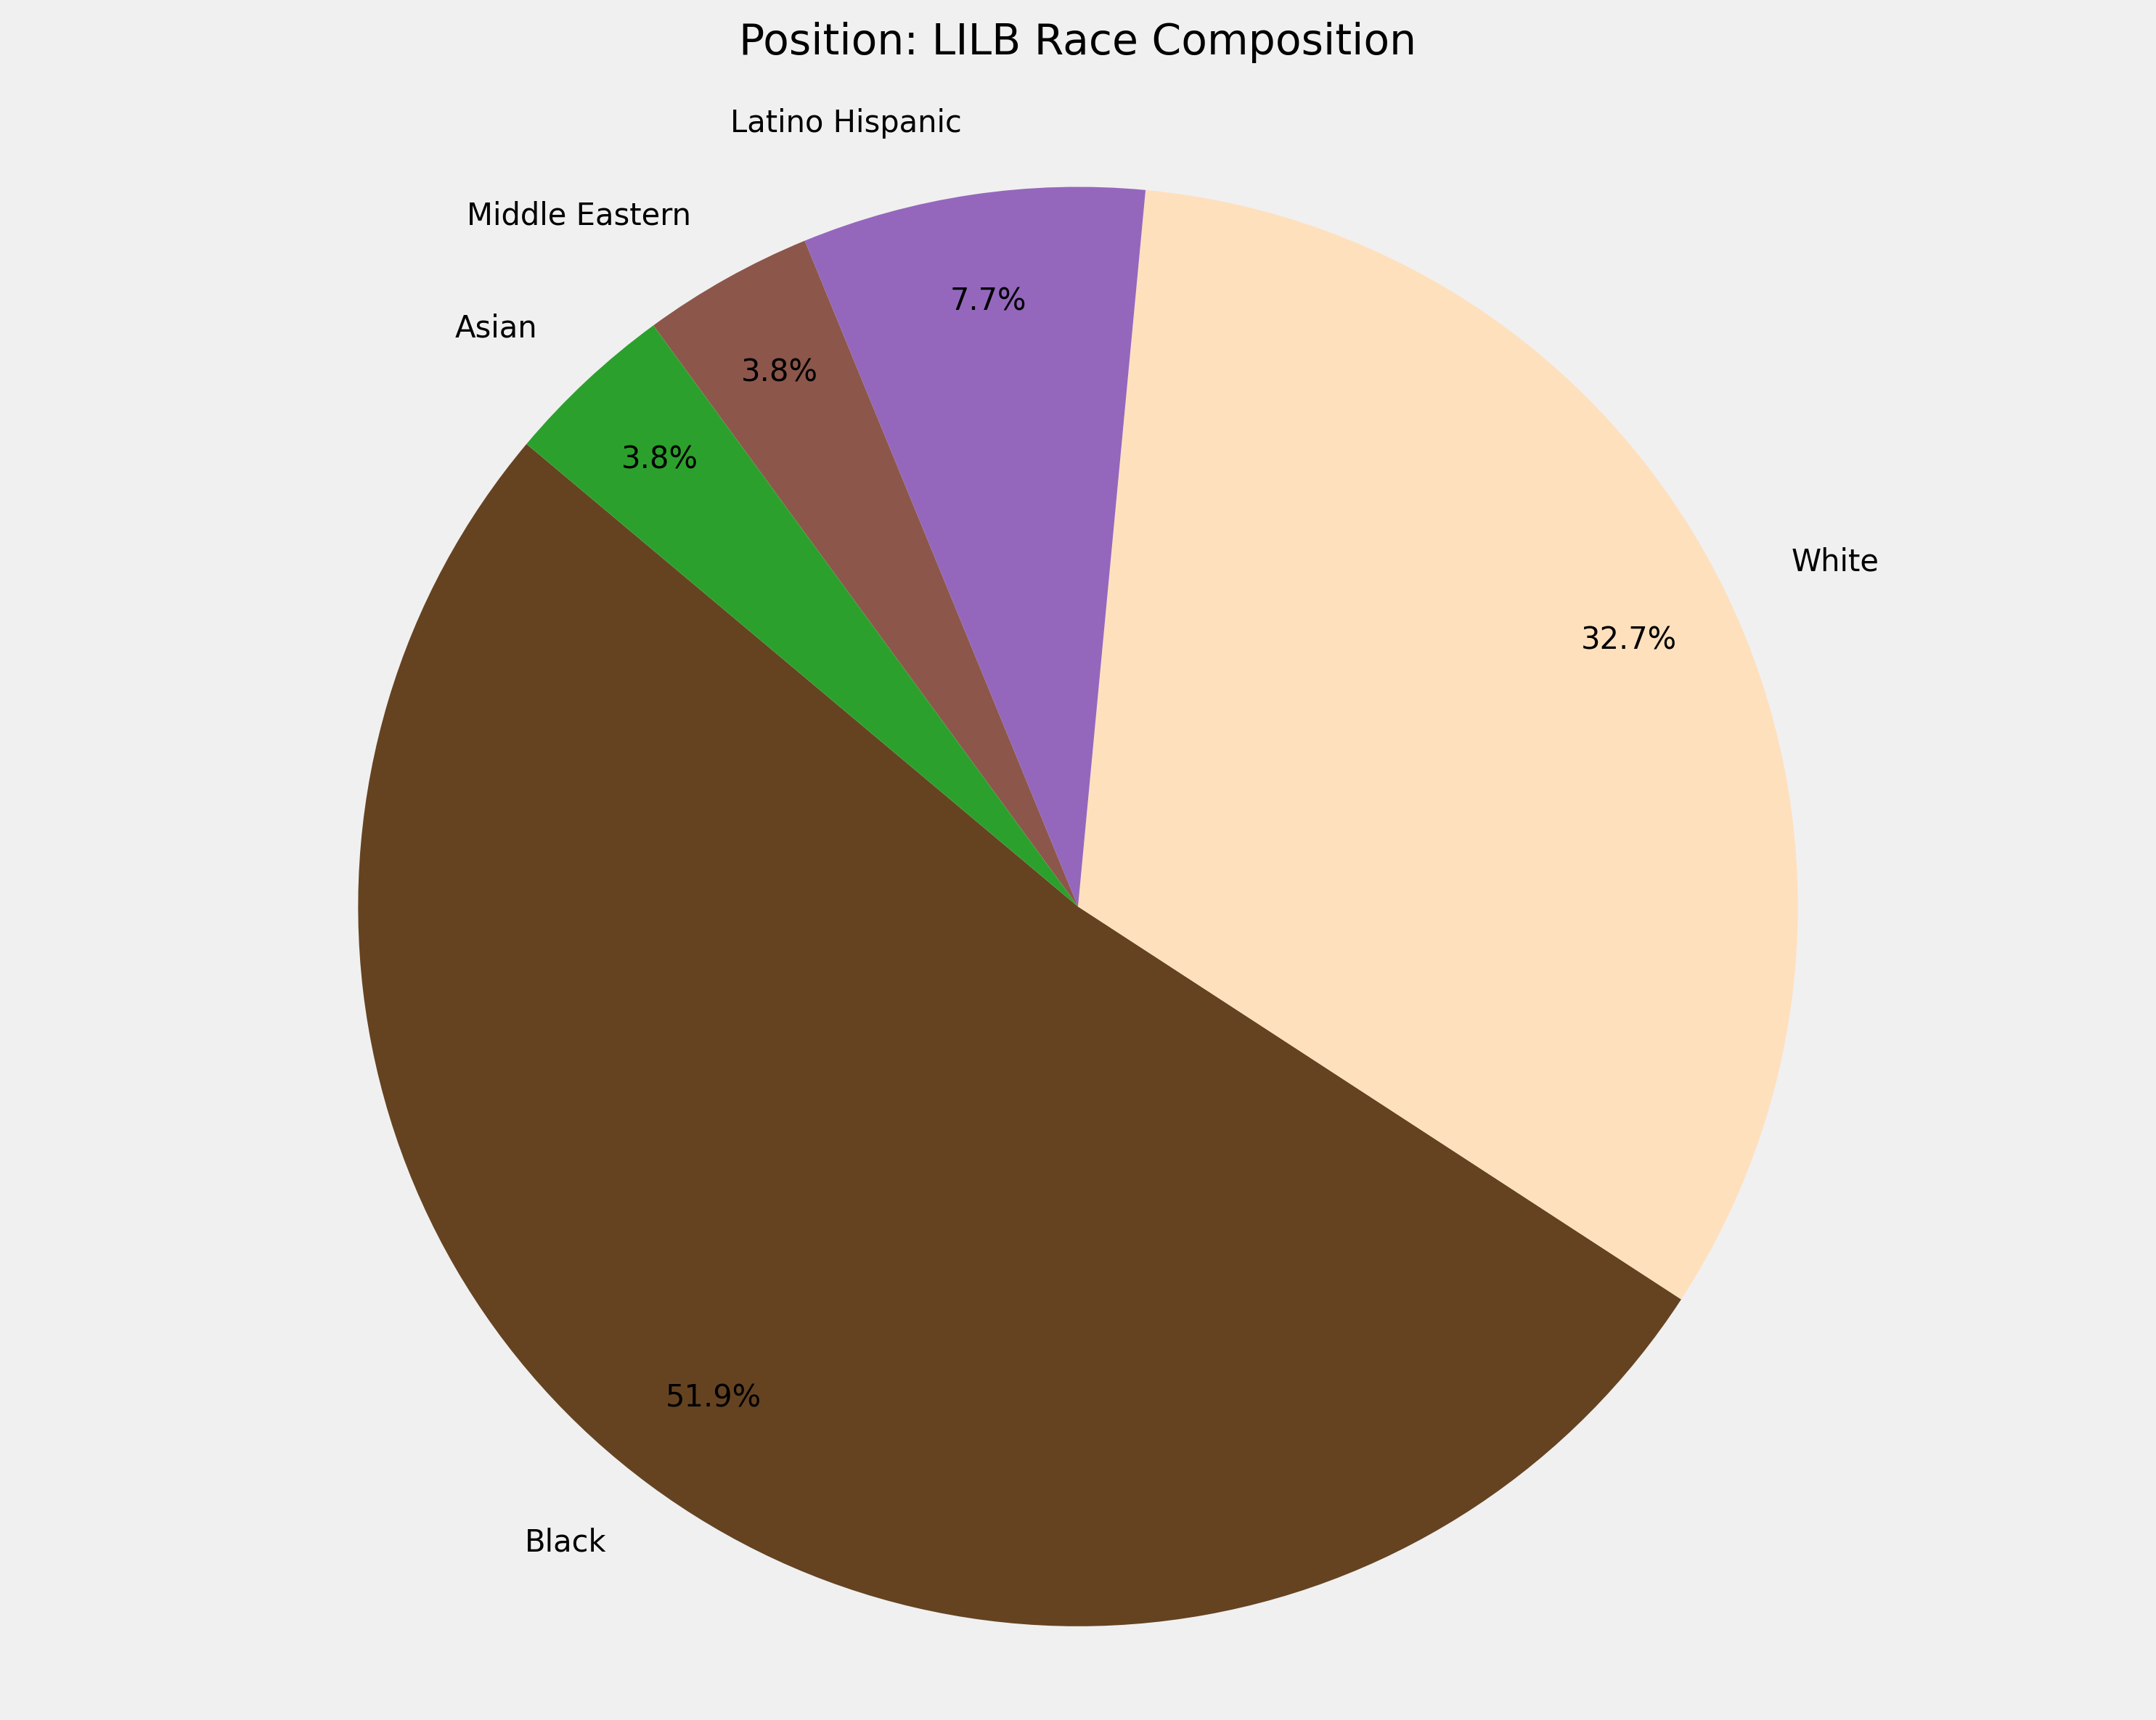 Position: LILB Race Composition
Latino Hispanic
Middle Eastern
7.7%
Asian
3.8%
3.8%
White
32.7%
51.9%
Black